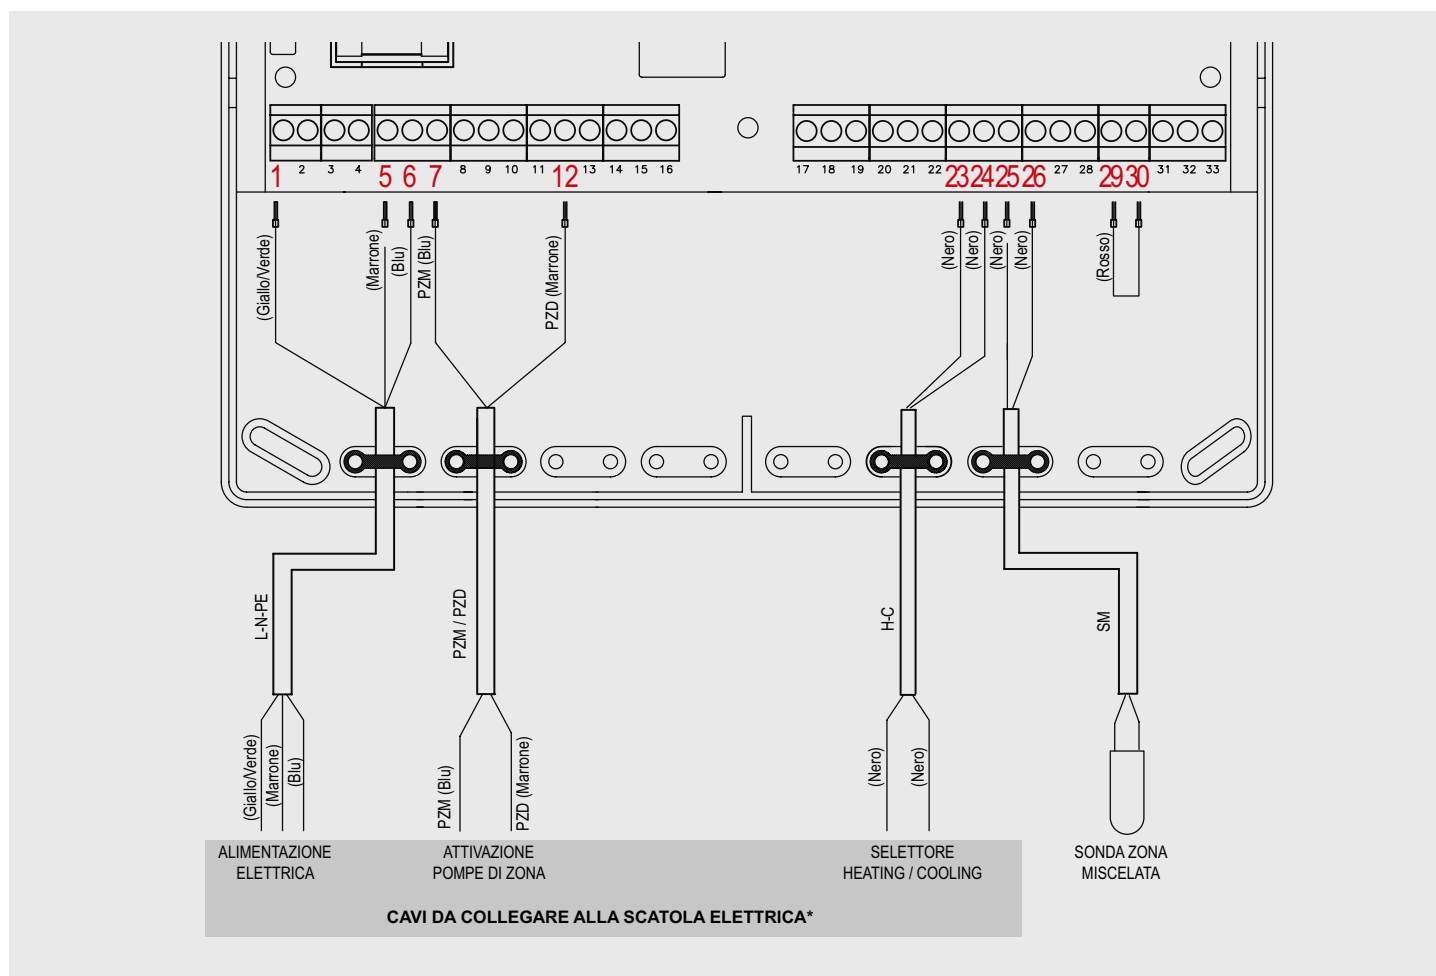 1 2 3 4 5 6 7 8 9 10 11 12 13 14 15 16 17 18 19 20 21 22 23 24 25 26 27 28 29 30 31 32 33
(Giallo/Verde)
(Marrone)
(Blu)
PZM (Blu)
PZD (Marrone)
(Nero)
(Nero)
(Nero)
(Nero)
(Rosso)
L-N-PE
PZM / PZD
H-C
SM
(Giallo/Verde)
(Marrone)
(Blu)
PZM (Blu)
PZD (Marrone)
(Nero)
(Nero)
ALIMENTAZIONE
ELETTRICA
ATTIVAZIONE
POMPE DI ZONA
SELETTORE
HEATING / COOLING
SONDA ZONA
MISCELATA
CAVI DA COLLEGARE ALLA SCATOLA ELETTRICA*